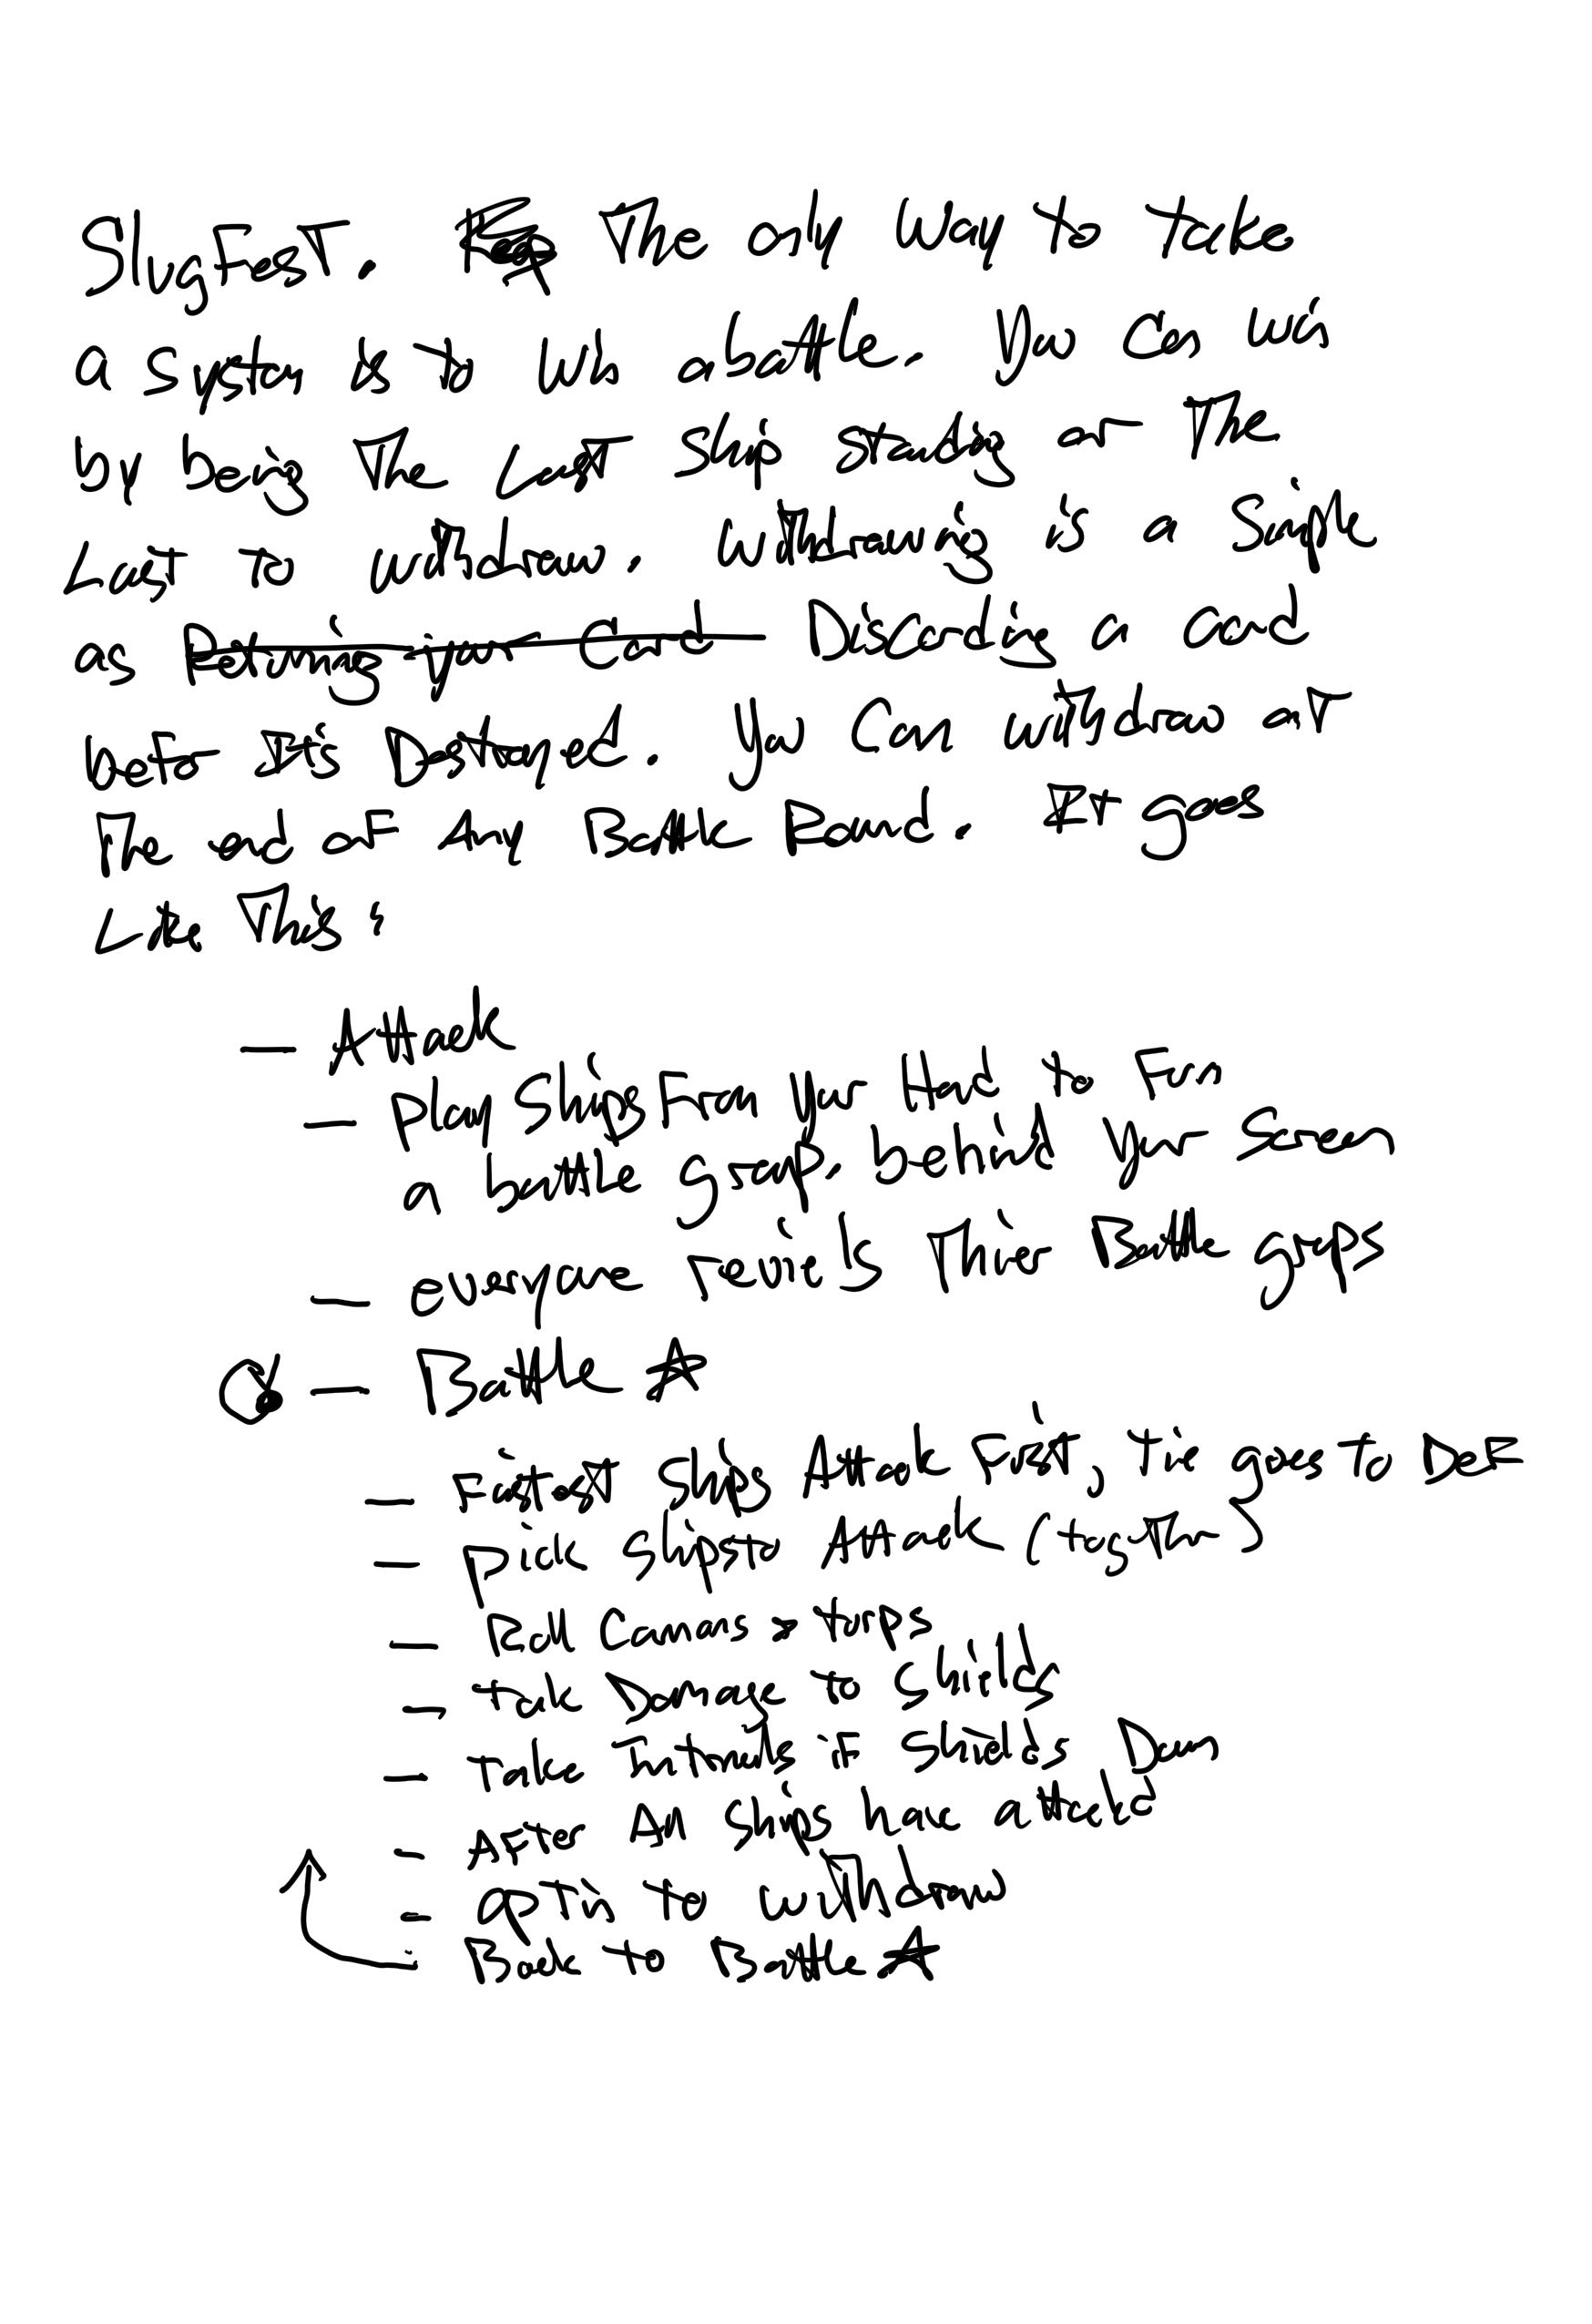 SlugFest. The only way to take
a system is to win a battle. You can win
by being The Last Ship standing or The
Last to withdraw. Withdrawing is a simple
as Returning your Card Discarding a card
before It's Destroyed. You Can withdraw at
The end of Any Battle Round. It goes
Like This:
- Attack
- Play Ships From your Hand to Form
a battle group. behind your screen
- everyone reviels Thier Battle groups
- Battle ☆
- Fastest Ships Attack First, Tie goes To DeF
- pick ships to Attack (together)
- Roll Cannons & torps
- take Damage to Shields
- Take Internals if Shields Down
- After All Ships have attacked
- option to withdraw
- Back to Battle ☆